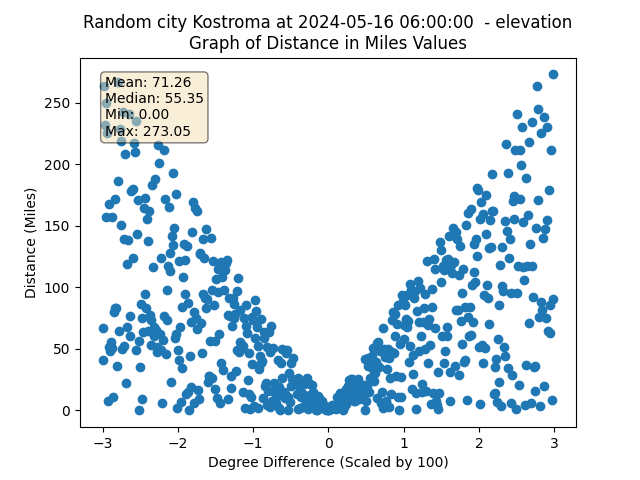 Random city Kostroma at 2024-05-16 06:00:00  - elevation
Graph of Distance in Miles Values
Mean: 71.26
Median: 55.35
Min: 0.00
Max: 273.05
Distance (Miles)
250
200
150
100
50
0
−3 −2 −1 0 1 2 3
Degree Difference (Scaled by 100)